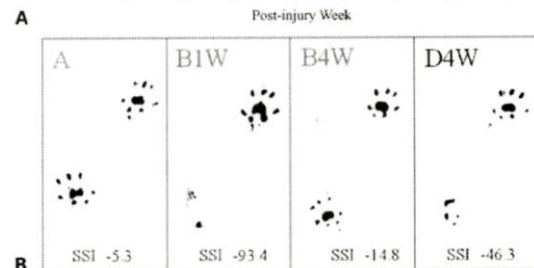 Post-injury Week
A
A B1W B4W D4W
SSI -5.3 SSI -93.4 SSI -14.8 SSI -46.3
B